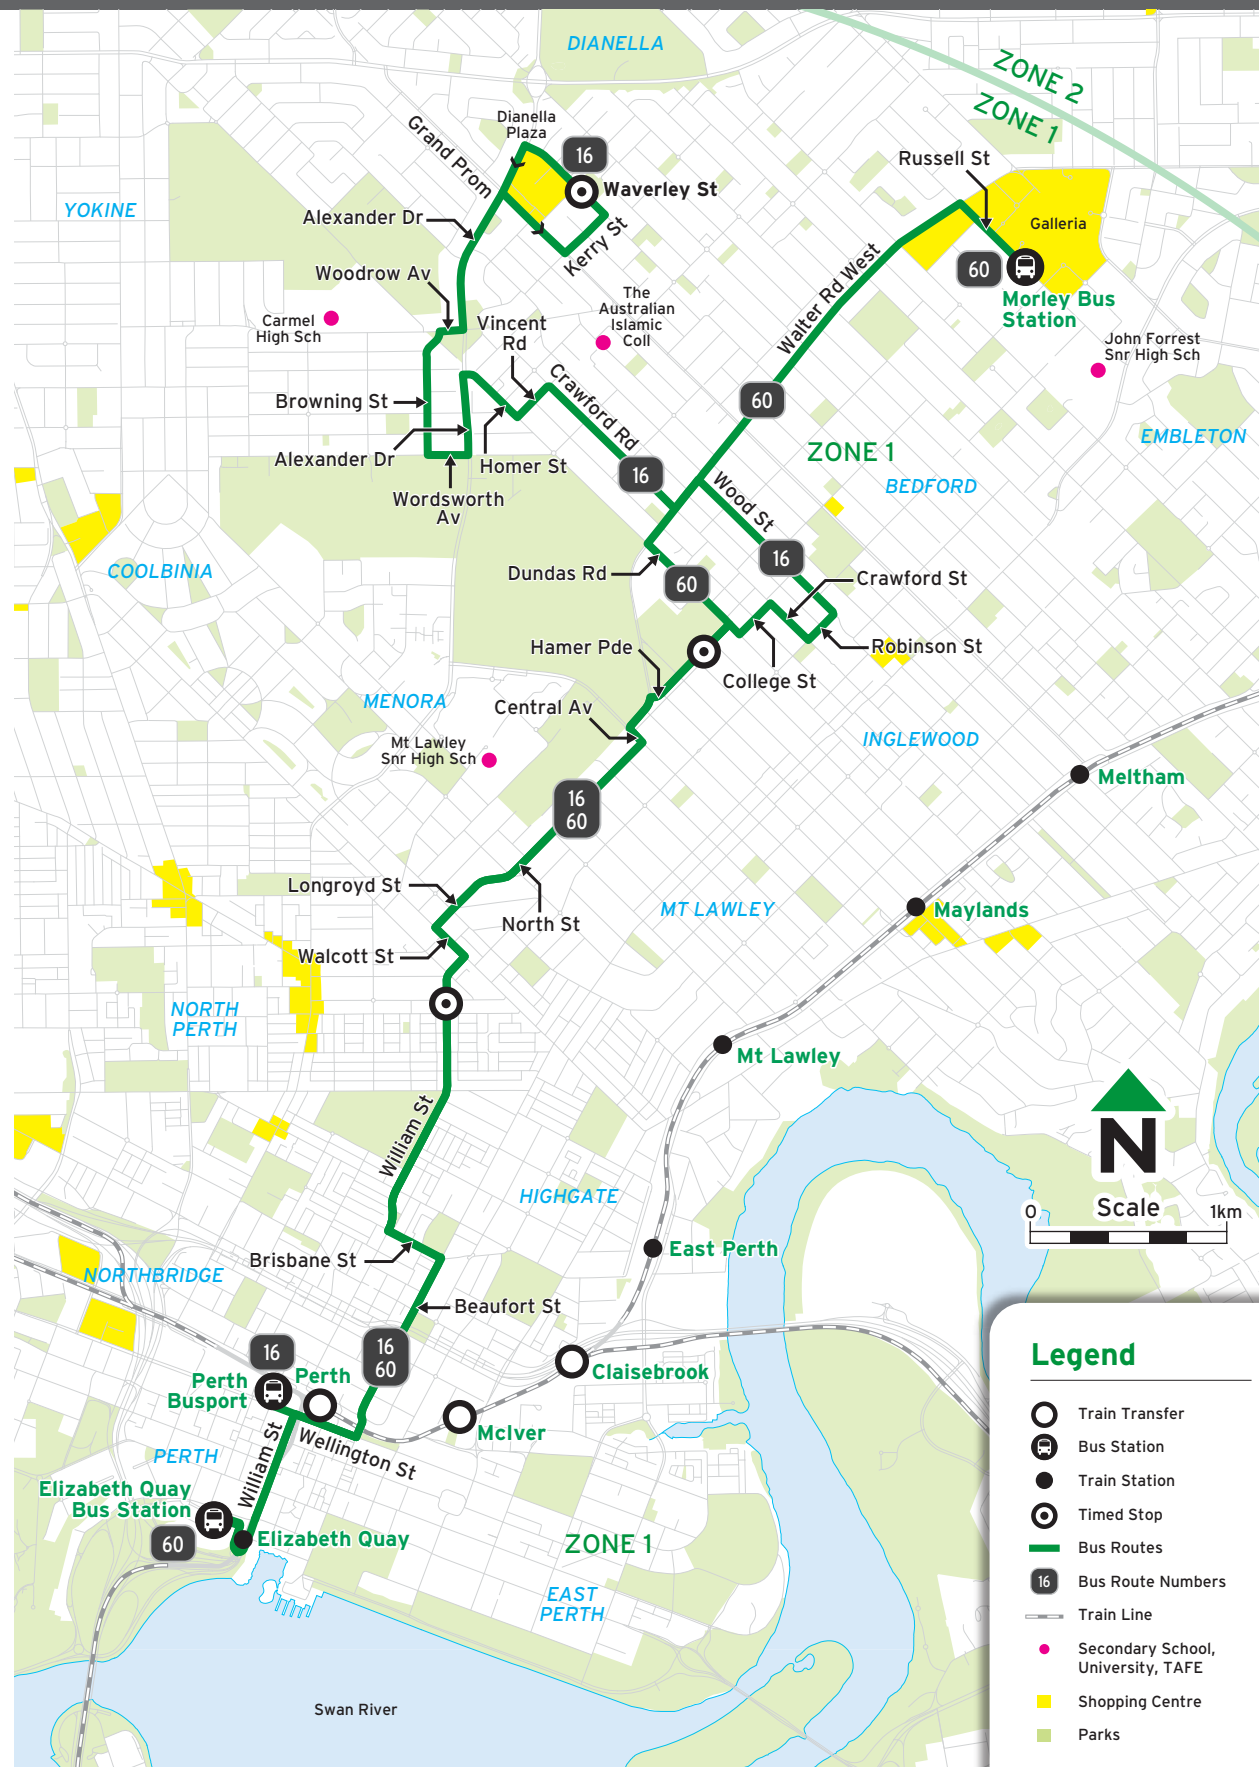 DIANELLA
ZONE 2
ZONE 1
Dianella
Plaza
Grand Prom
16
Waverley St
Russell St
YOKINE
Alexander Dr
Kerry St
Galleria
Walter Rd West
60
Woodrow Av
Morley Bus
Station
The
Australian
Islamic
Coll
Carmel
High Sch
Vincent
Rd
John Forrest
Snr High Sch
Crawford Rd
Browning St
60
EMBLETON
Alexander Dr
Homer St
ZONE 1
16
BEDFORD
Wordsworth
Av
Wood St
COOLBINIA
Dundas Rd
60
16
Crawford St
Hamer Pde
Robinson St
College St
MENORA
Central Av
INGLEWOOD
Mt Lawley
Snr High Sch
Meltham
16
60
Longroyd St
North St
MT LAWLEY
Maylands
Walcott St
NORTH
PERTH
Mt Lawley
William St
N
HIGHGATE
Scale
0
1km
Brisbane St
East Perth
NORTHBRIDGE
Beaufort St
16
16
60
Perth
Perth
Busport
Claisebrook
McIver
Wellington St
William St
PERTH
Elizabeth Quay
Bus Station
60
Elizabeth Quay
ZONE 1
EAST
PERTH
Swan River
Legend
Train Transfer
Bus Station
Train Station
Timed Stop
Bus Routes
16
Bus Route Numbers
Train Line
Secondary School,
University, TAFE
Shopping Centre
Parks